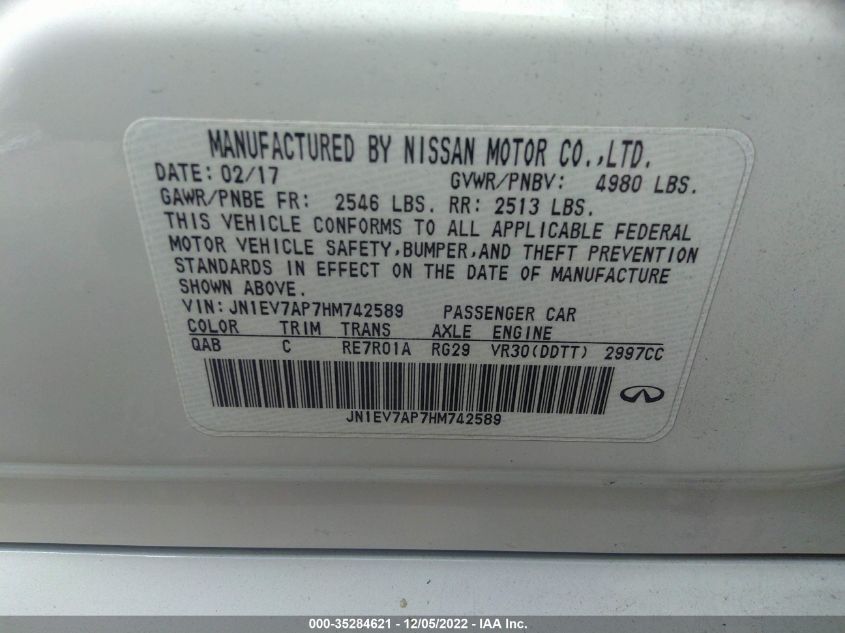 MANUFACTURED BY NISSAN MOTOR CO.,LTD.
DATE: 02/17 GVWR/PNBV: 4980 LBS.
GAWR/PNBE FR: 2546 LBS. RR: 2513 LBS.
THIS VEHICLE CONFORMS TO ALL APPLICABLE FEDERAL
MOTOR VEHICLE SAFETY,BUMPER,AND THEFT PREVENTION
STANDARDS IN EFFECT ON THE DATE OF MANUFACTURE
SHOWN ABOVE.
VIN:JN1EV7AP7HM742589 PASSENGER CAR
COLOR TRIM TRANS AXLE ENGINE
QAB C RE7R01A RG29 VR30(DDTT) 2997CC
JN1EV7AP7HM742589
000-35284621 - 12/05/2022 - IAA Inc.